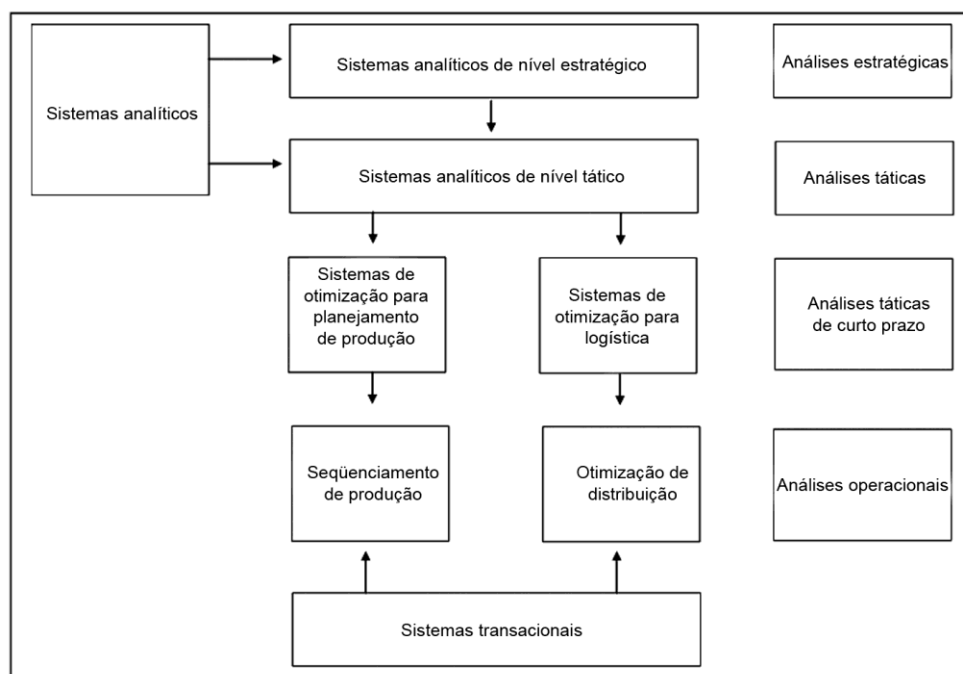 Sistemas analíticos
Sistemas analíticos de nível estratégico
Análises estratégicas
Sistemas analíticos de nível tático
Análises táticas
Sistemas de
otimização para
planejamento
de produção
Sistemas de
otimização para
logística
Análises táticas
de curto prazo
Seqüenciamento
de produção
Otimização de
distribuição
Análises operacionais
Sistemas transacionais